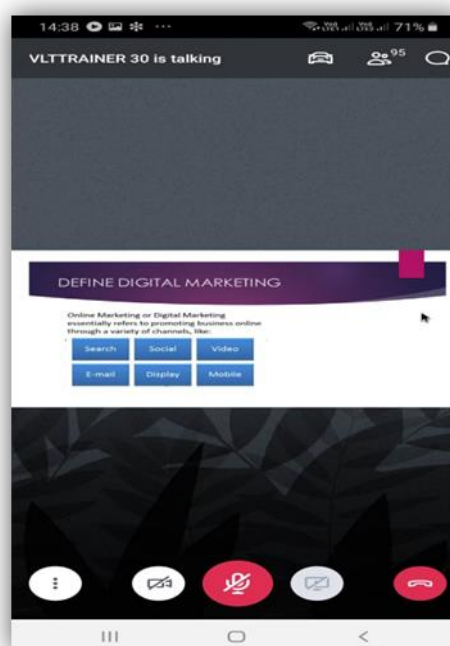 14:38
71%
VLTTRAINER 30 is talking
95
DEFINE DIGITAL MARKETING
Online Marketing or Digital Marketing
essentially refers to promoting business online
through a variety of channels, like:
Search Social Video
E-mail Display Mobile